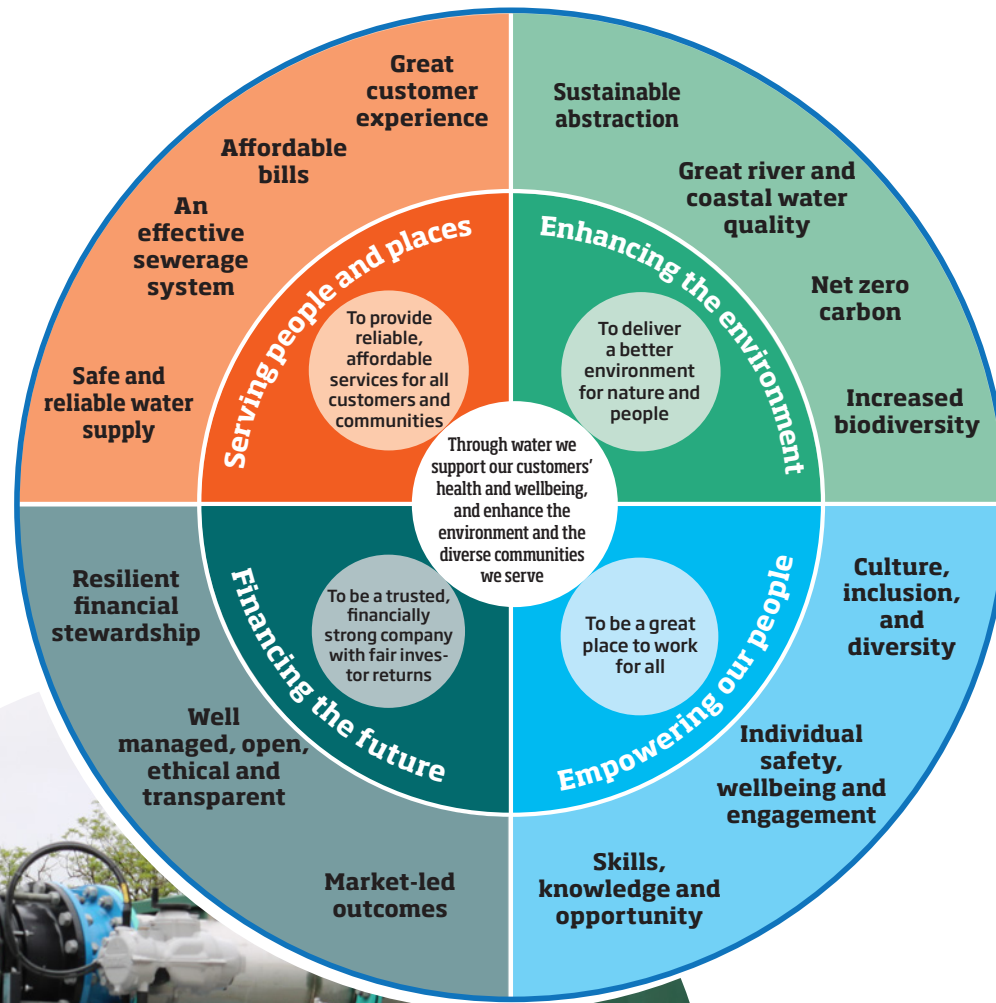 Great
customer
experience
Affordable
bills
An
effective
sewerage
system
Safe and
reliable water
supply
Serving people and places
To provide
reliable,
affordable
services for all
customers and
communities
Sustainable
abstraction
Great river and
coastal water
quality
Net zero
carbon
Increased
biodiversity
Enhancing the environment
To deliver
a better
environment
for nature and
people
Through water we
support our customers’
health and wellbeing,
and enhance the
environment and the
diverse communities
we serve
Resilient
financial
stewardship
Well
managed, open,
ethical and
transparent
Market-led
outcomes
Financing the future
To be a trusted,
financially
strong company
with fair inves-
tor returns
Empowering our people
To be a great
place to work
for all
Culture,
inclusion,
and
diversity
Individual
safety,
wellbeing and
engagement
Skills,
knowledge and
opportunity